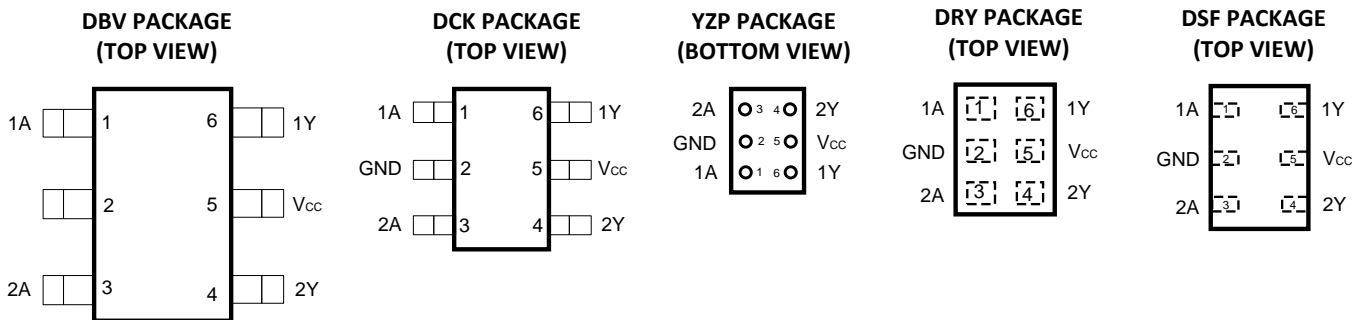 DBV PACKAGE
(TOP VIEW)
1A 1 6 1Y
2 5 VCC
2A 3 4 2Y
DCK PACKAGE
(TOP VIEW)
1A 1 6 1Y
GND 2 5 VCC
2A 3 4 2Y
YZP PACKAGE
(BOTTOM VIEW)
2A 3 4 2Y
GND 2 5 VCC
1A 1 6 1Y
DRY PACKAGE
(TOP VIEW)
1A 1 6 1Y
GND 2 5 VCC
2A 3 4 2Y
DSF PACKAGE
(TOP VIEW)
1A 1 6 1Y
GND 2 5 VCC
2A 3 4 2Y